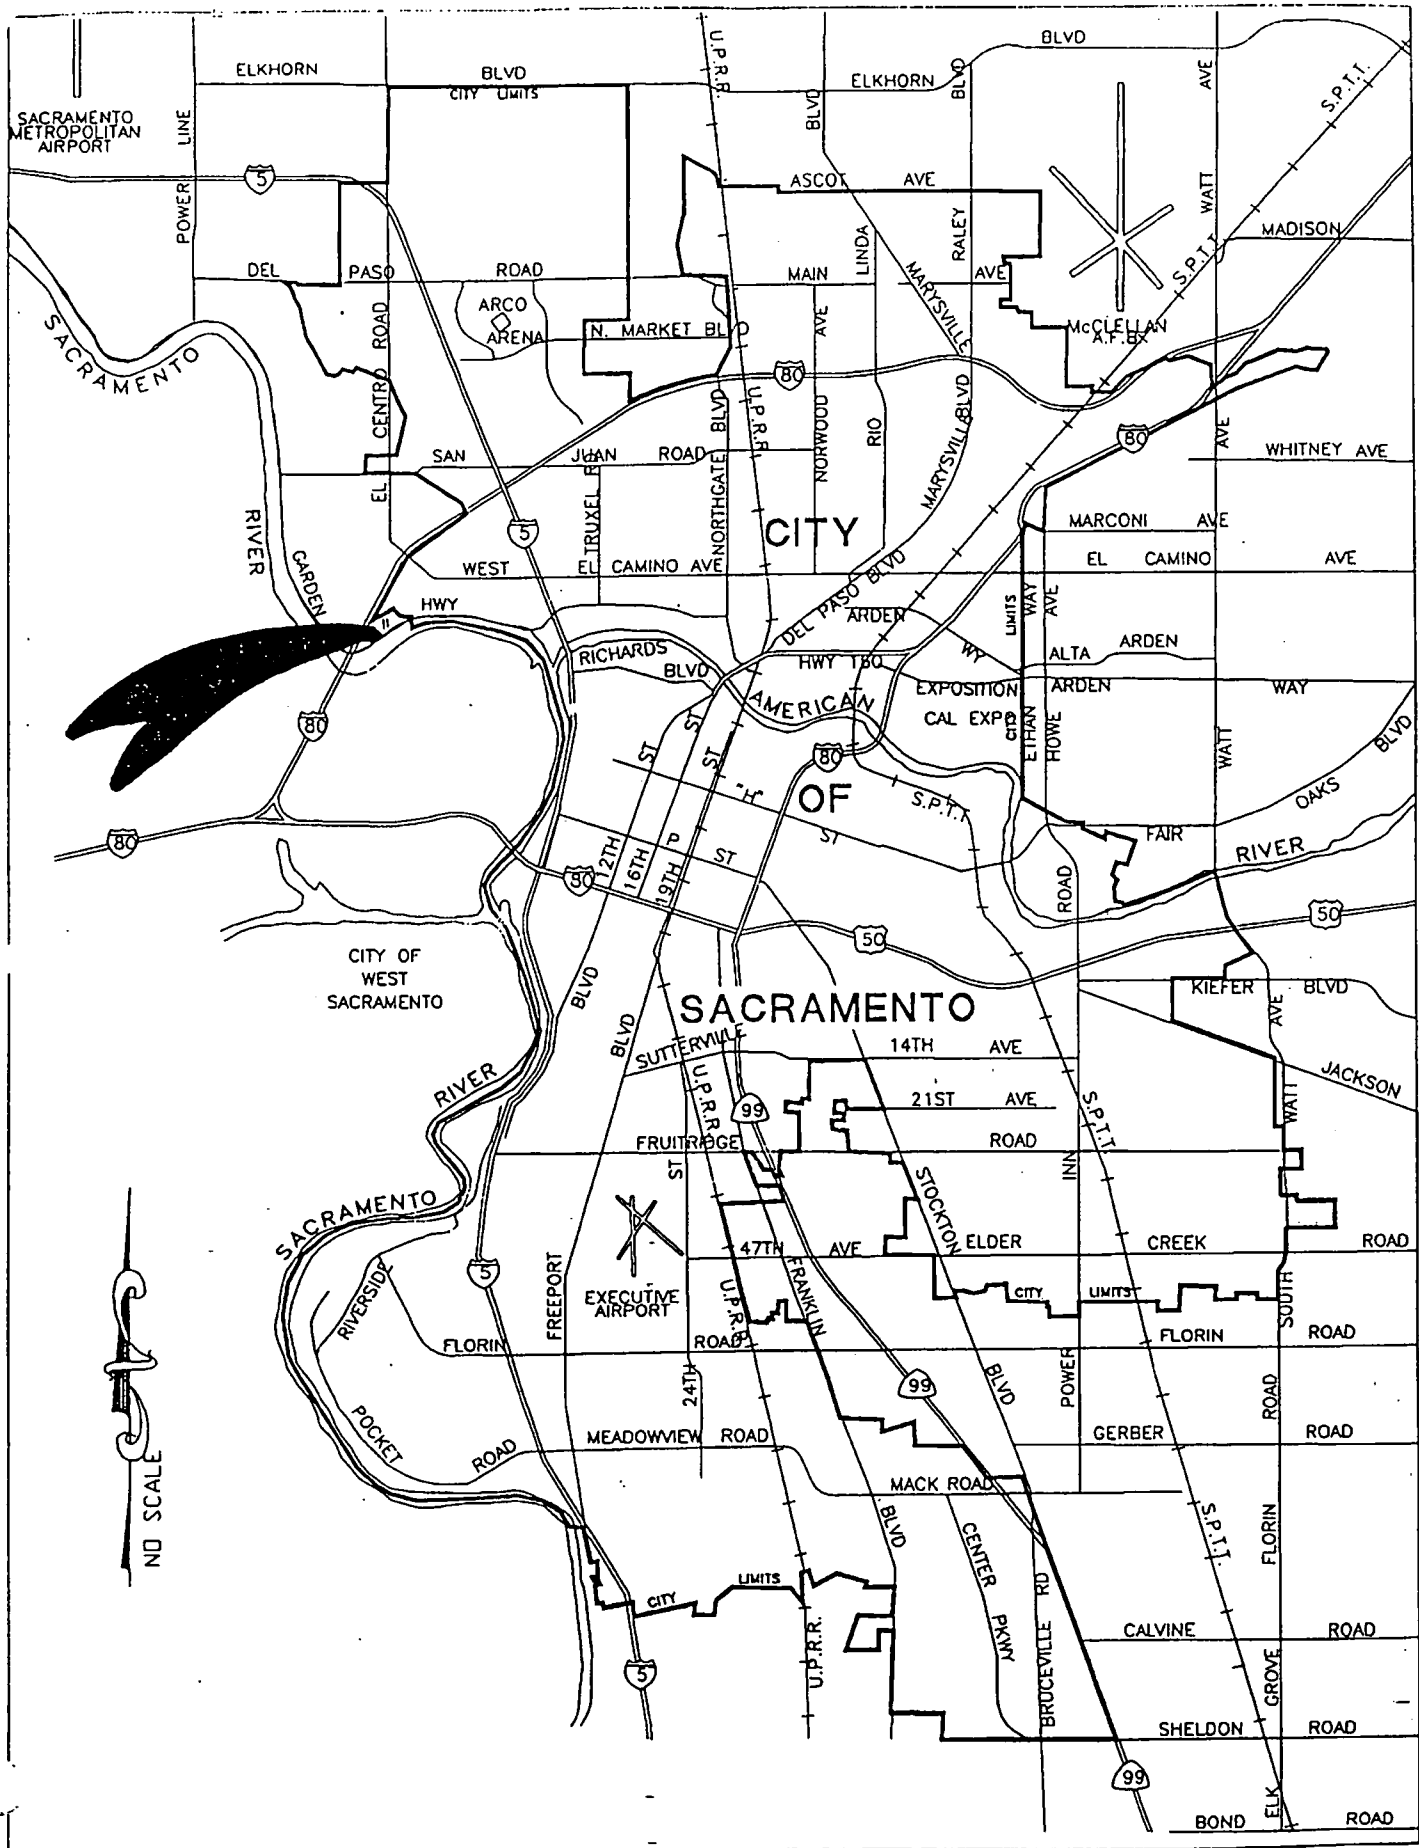 BLVD
ELKHORN BLVD
CITY LIMITS
ELKHORN
BLVD
BLVD
AVE
U.P.R.R.
S.P.T.T.
SACRAMENTO
METROPOLITAN
AIRPORT
POWER LINE
5
ASCOT AVE
WATT
MADISON
RALEY
LINDA
S.P.T.T.
DEL PASO ROAD
MAIN AVE
MARYSVILLE
ARCO
ARENA
N. MARKET BLVD
AVE
McCLELLAN
A.F.B.
SACRAMENTO
EL CENTRO ROAD
80
U.P.R.R.
NORTHGATE BLVD
NORWOOD
RIO
MARYSVILLE BLVD
80
AVE
WHITNEY AVE
SAN JUAN ROAD
TRUXEL RD
RIVER
5
CITY
MARCONI AVE
GARDEN HWY
WEST EL CAMINO AVE
EL CAMINO AVE
DEL PASO BLVD
ARDEN WY
CITY LIMITS
ETHAN WAY
HOWE AVE
RICHARDS BLVD
HWY 160
ALTA ARDEN
EXPOSITION
ARDEN WAY
AMERICAN
CAL EXPO
80
ST
ST
ST
80
WATT
OAKS BLVD
"H" ST
OF
S.P.T.T.
FAIR
RIVER
80
12TH
16TH
19TH
P ST
80
ROAD
50
50
CITY OF
WEST
SACRAMENTO
BLVD
BLVD
SACRAMENTO
KIEFER BLVD
AVE
SUTTERVILLE
14TH AVE
JACKSON
RIVER
U.P.R.R.
99
21ST AVE
S.P.T.T.
WATT
FRUITRIDGE ROAD
ST
INN
STOCKTON
SACRAMENTO
47TH AVE
ELDER CREEK ROAD
5
RIVERSIDE
FREEPORT
EXECUTIVE
AIRPORT
U.P.R.R.
FRANKLIN
CITY LIMITS
SOUTH
FLORIN ROAD
FLORIN ROAD
24TH
99
BLVD
POWER
ROAD
POCKET ROAD
MEADOWVIEW ROAD
GERBER ROAD
NO SCALE
MACK ROAD
BLVD
CENTER PKWY
S.P.T.T.
FLORIN
CITY LIMITS
BRUCEVILLE RD
U.P.R.R.
CALVINE ROAD
5
GROVE
SHELDON ROAD
99
ELK
BOND ROAD